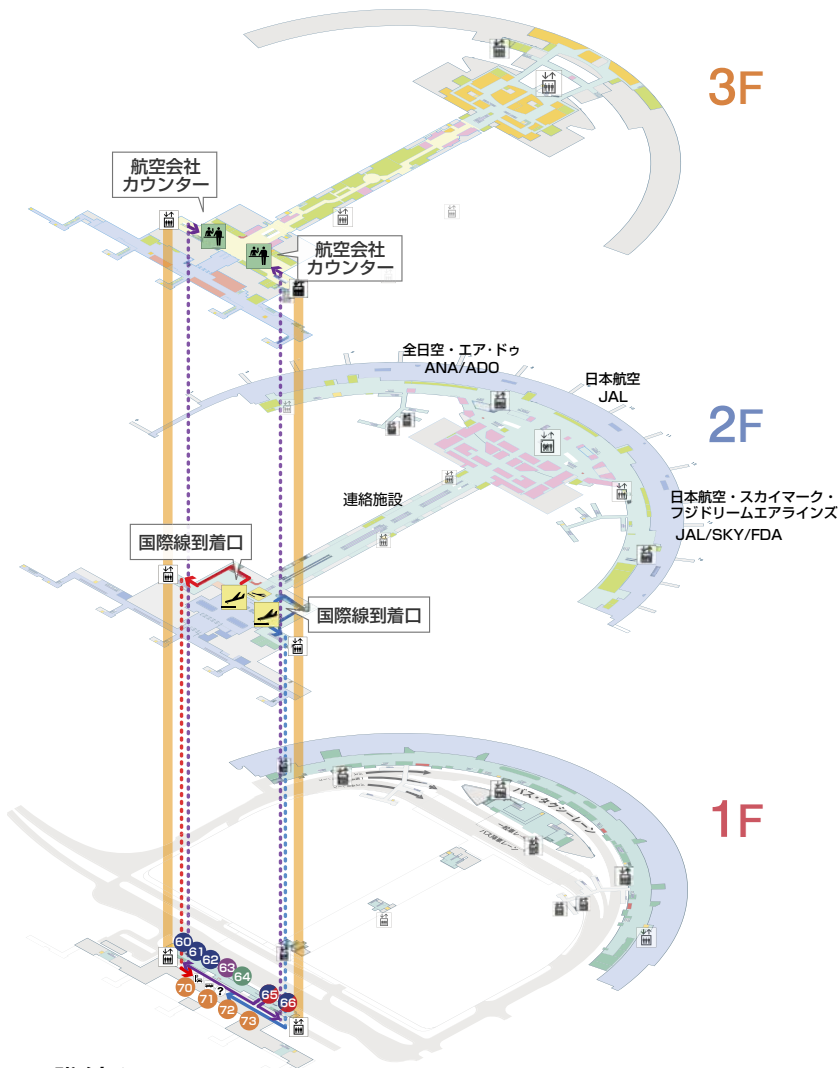 3F
航空会社
カウンター
航空会社
カウンター
全日空・エア・ドゥ
ANA/ADO
日本航空
JAL
2F
日本航空・スカイマーク・
フジドリームエアラインズ
JAL/SKY/FDA
連絡施設
国際線到着口
国際線到着口
1F
バス・タクシーレーン
60
61
62
63
64
65
66
70
71
?
72
73